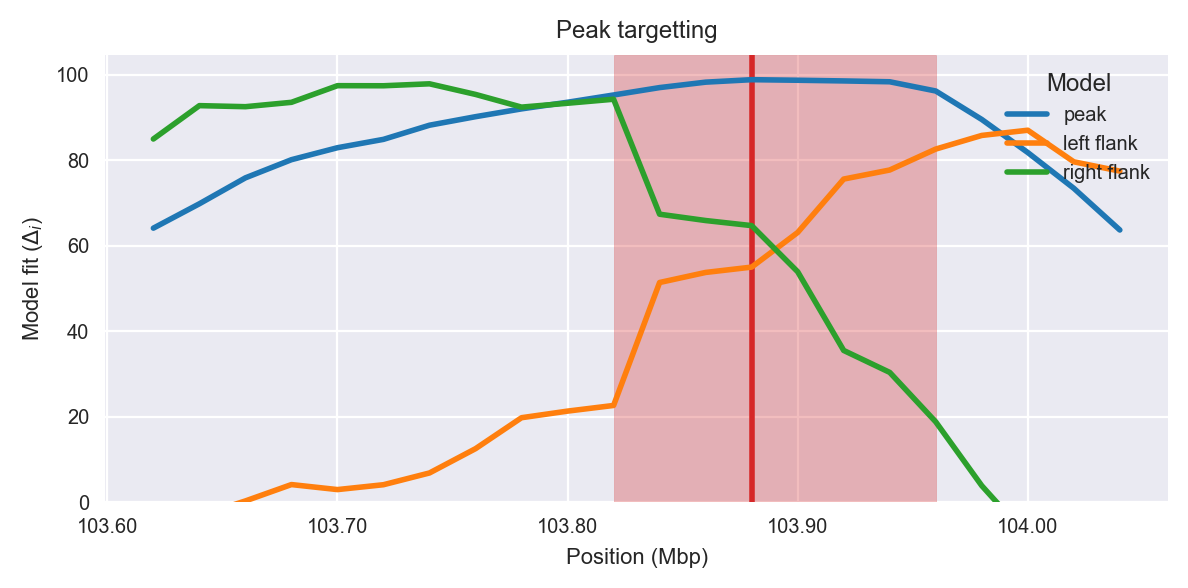 Peak targetting
Model fit (Δi)
100
80
60
40
20
0
Model
peak
left flank
right flank
103.60
103.70
103.80
103.90
104.00
Position (Mbp)